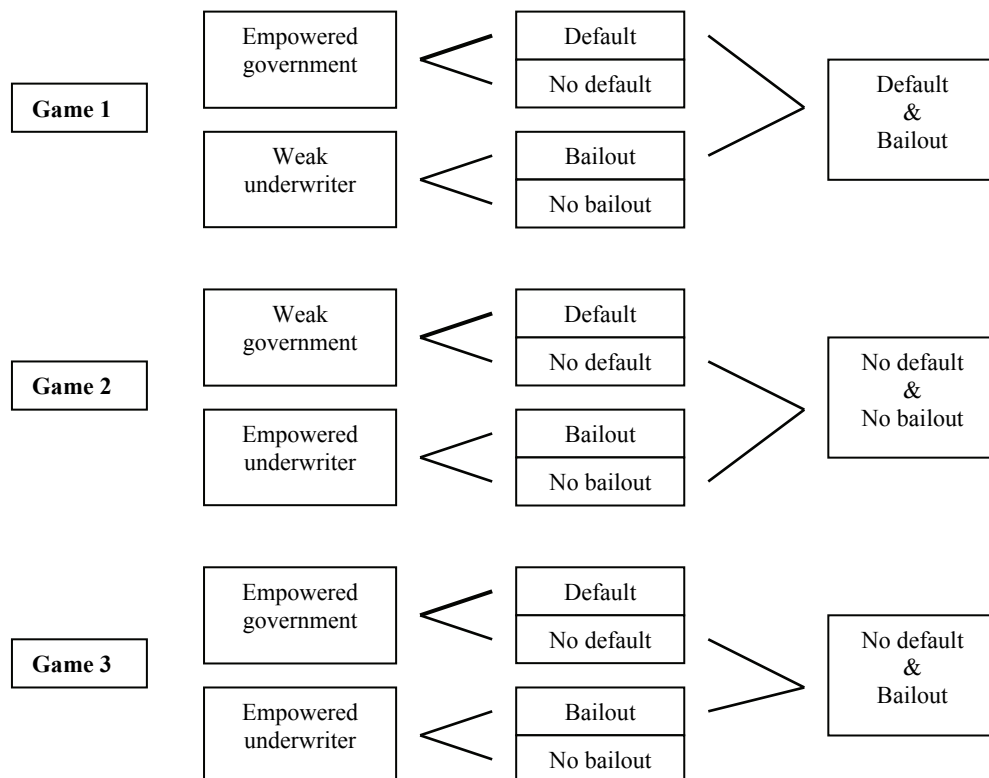 Game 1
Empowered
government
Default
No default
Weak
underwriter
Bailout
No bailout
Default
&
Bailout
Game 2
Weak
government
Default
No default
Empowered
underwriter
Bailout
No bailout
No default
&
No bailout
Game 3
Empowered
government
Default
No default
Empowered
underwriter
Bailout
No bailout
No default
&
Bailout